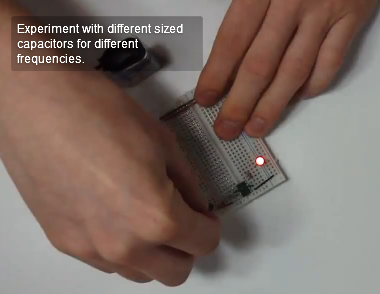 Experiment with different sized
capacitors for different
frequencies.